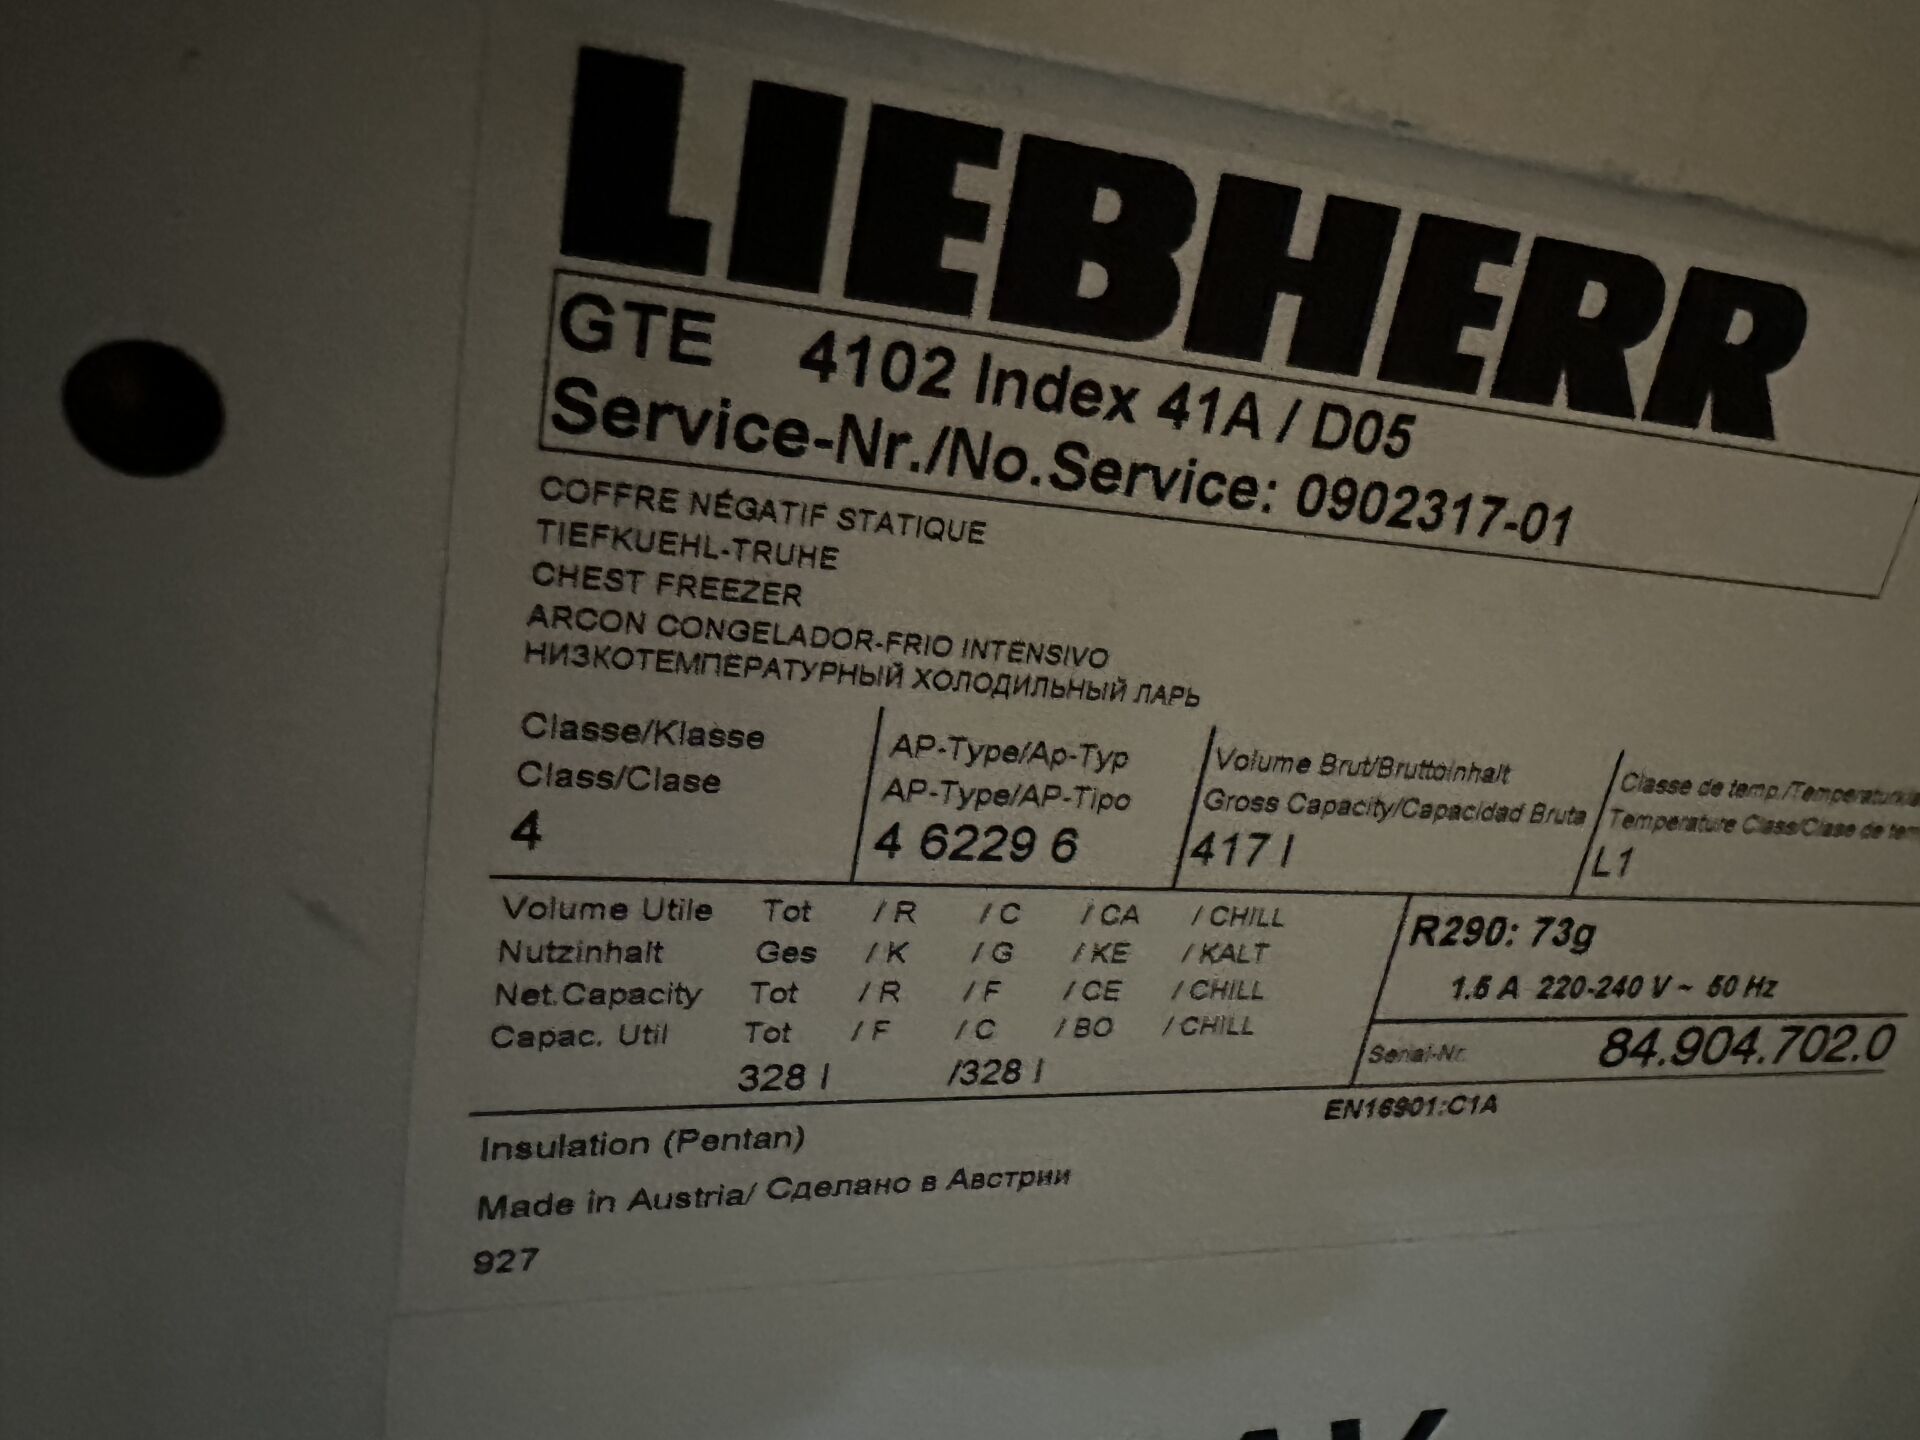 LIEBHERR
GTE 4102 Index 41A / D05
Service-Nr./No.Service: 0902317-01
COFFRE NÉGATIF STATIQUE
TIEFKUEHL-TRUHE
CHEST FREEZER
ARCON CONGELADOR-FRIO INTENSIVO
НИЗКОТЕМПЕРАТУРНЫЙ ХОЛОДИЛЬНЫЙ ЛАРЬ
Classe/Klasse
Class/Clase
4
AP-Type/Ap-Typ
AP-Type/AP-Tipo
4 6229 6
Volume Brut/Bruttoinhalt
Gross Capacity/Capacidad Bruta
417 l
Classe de temp./
Temperature Class/Clase de
L1
Volume Utile Tot / R / C / CA / CHILL
Nutzinhalt Ges / K / G / KE / KALT
Net.Capacity Tot / R / F / CE / CHILL
Capac. Util Tot / F / C / BO / CHILL
328 l /328 l
R290: 73g
1.5 A 220-240 V ~ 50 Hz
Serial-Nr. 84.904.702.0
EN16901:C1A
Insulation (Pentan)
Made in Austria/ Сделано в Австрии
927